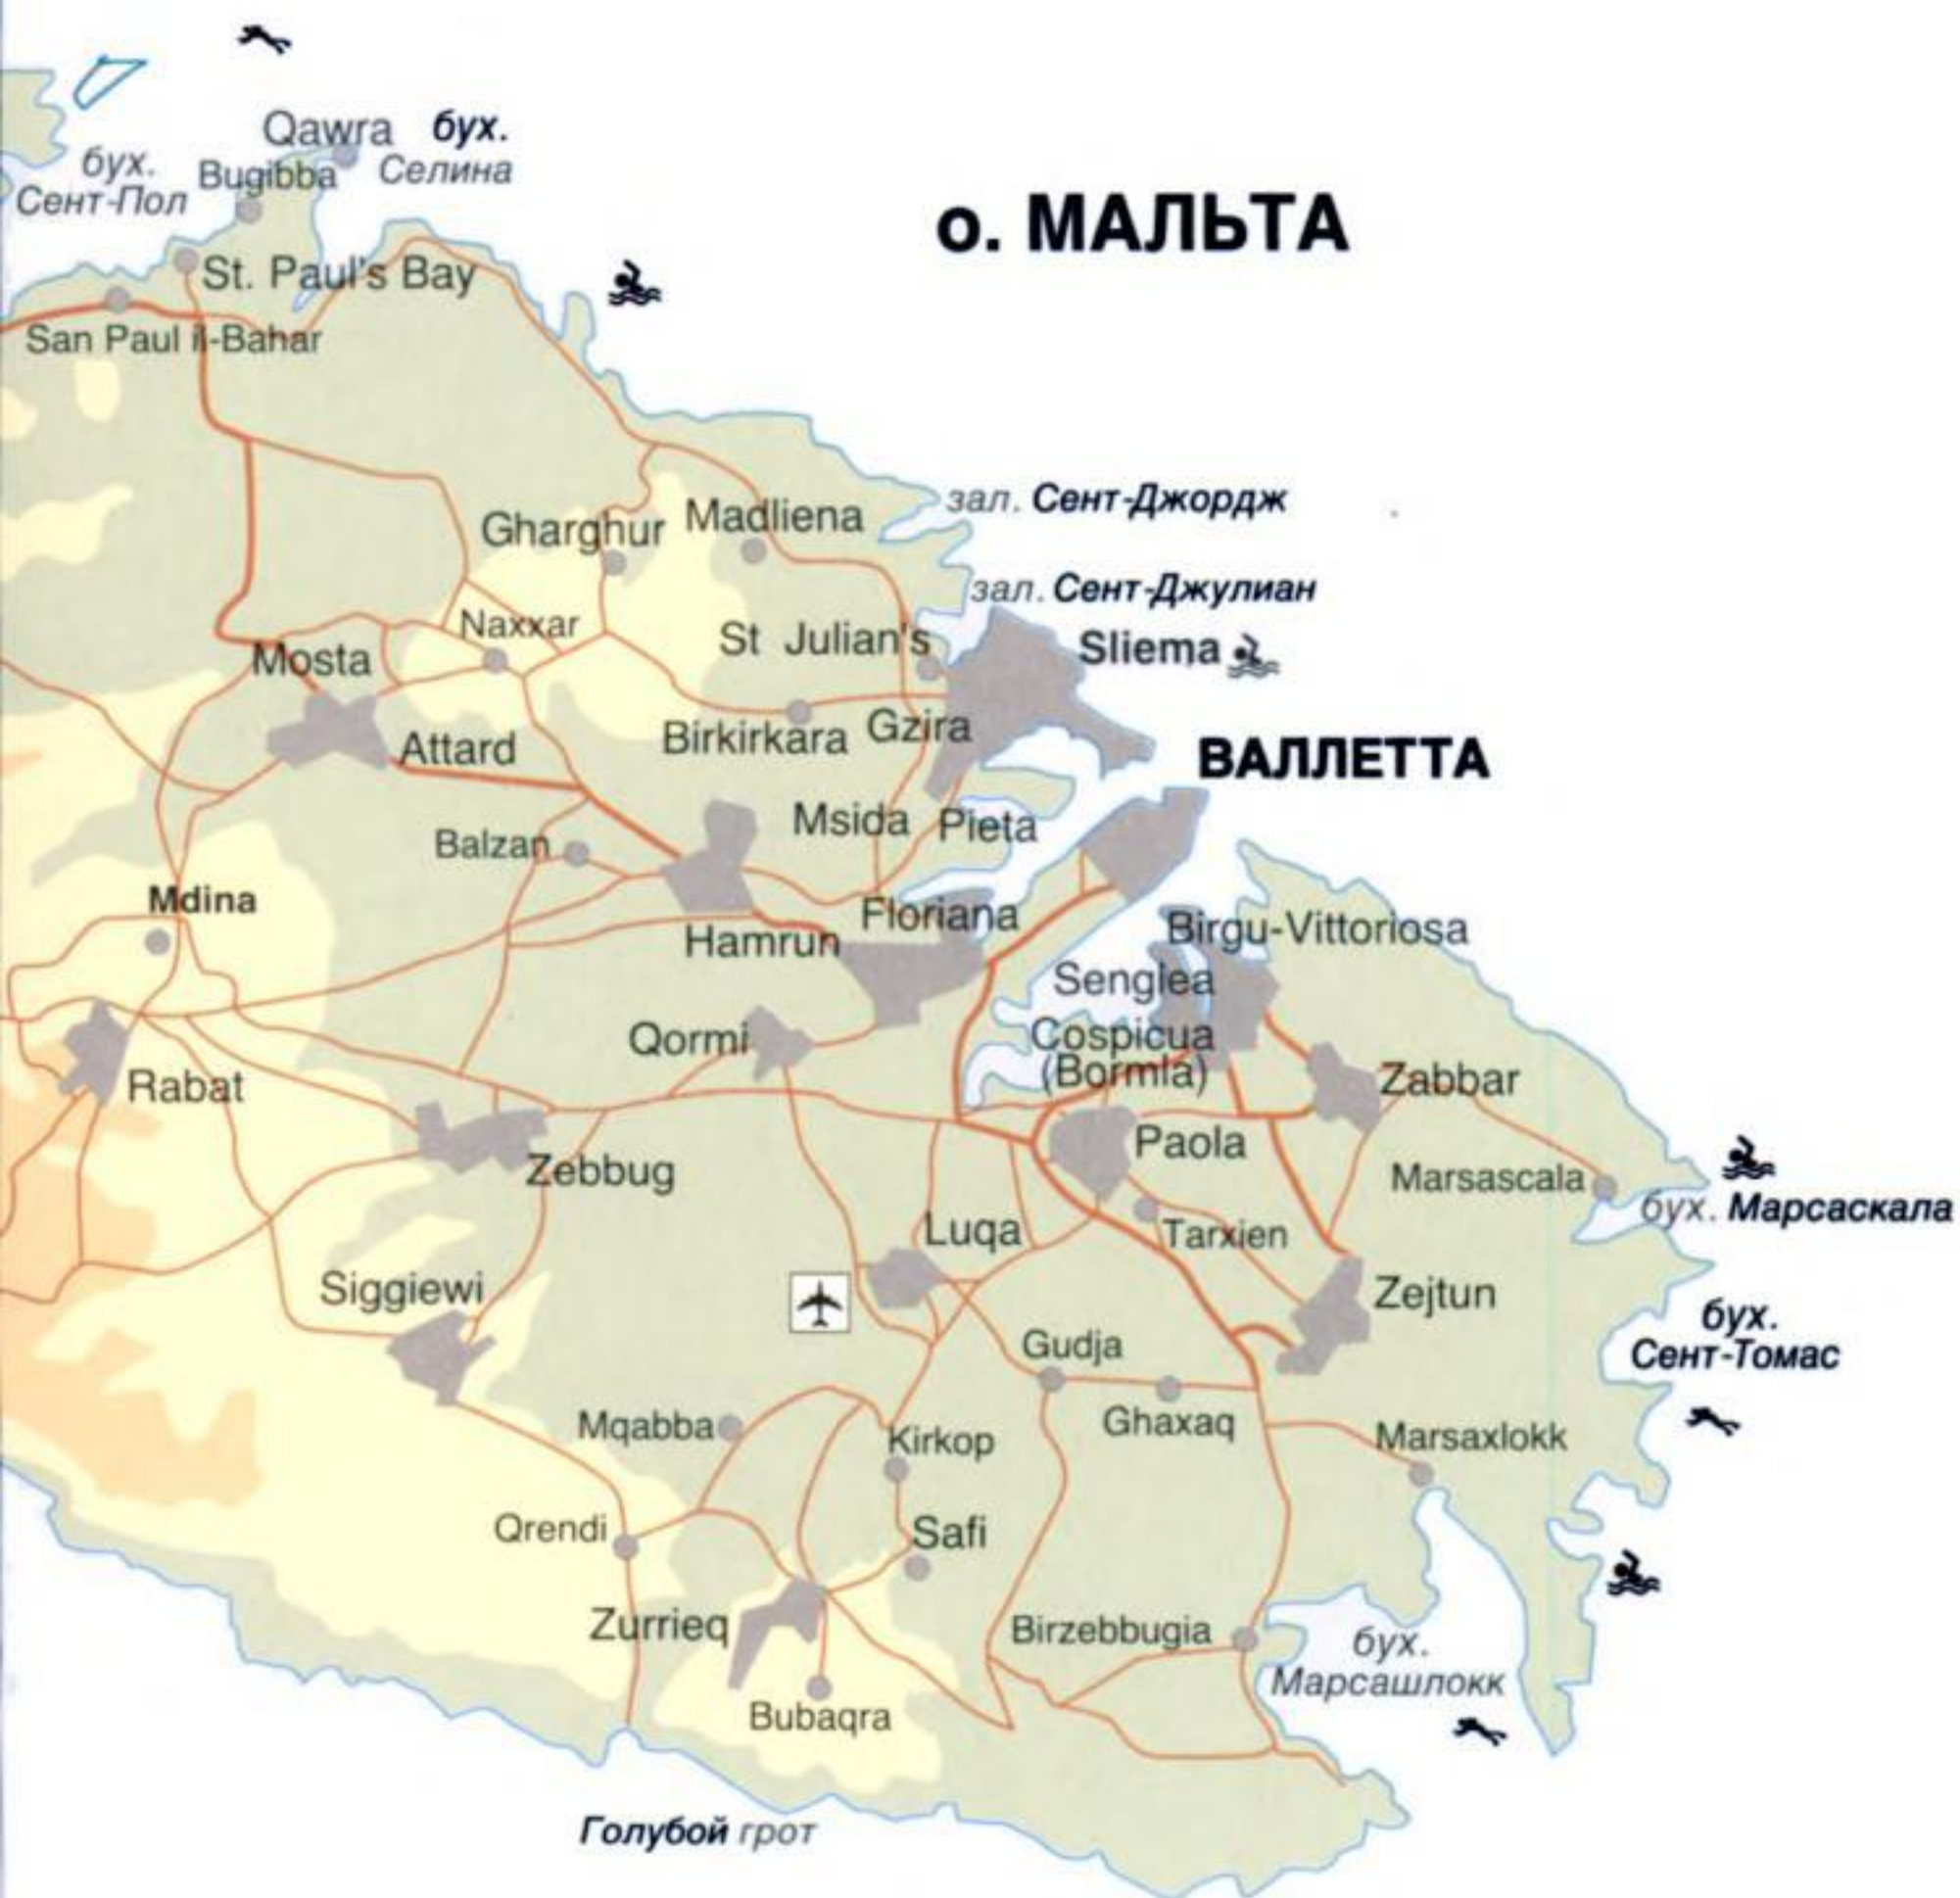 Qawra
бух.
бух.
Сент-Пол
Bugibba
Селина
о. МАЛЬТА
St. Paul's Bay
San Paul il-Bahar
зал. Сент-Джордж
Gharghur
Madliena
зал. Сент-Джулиан
Naxxar
St Julian's
Sliema
Mosta
Birkirkara
Gzira
Attard
ВАЛЛЕТТА
Msida
Pieta
Balzan
Mdina
Floriana
Birgu-Vittoriosa
Hamrun
Senglea
Qormi
Cospicua
(Bormla)
Rabat
Zabbar
Paola
Zebbug
Marsascala
бух. Марсаскала
Luqa
Tarxien
Siggiewi
Zejtun
бух.
Сент-Томас
Gudja
Mqabba
Ghaxaq
Kirkop
Marsaxlokk
Qrendi
Safi
Zurrieq
Birzebbugia
бух.
Марсашлокк
Bubaqra
Голубой грот